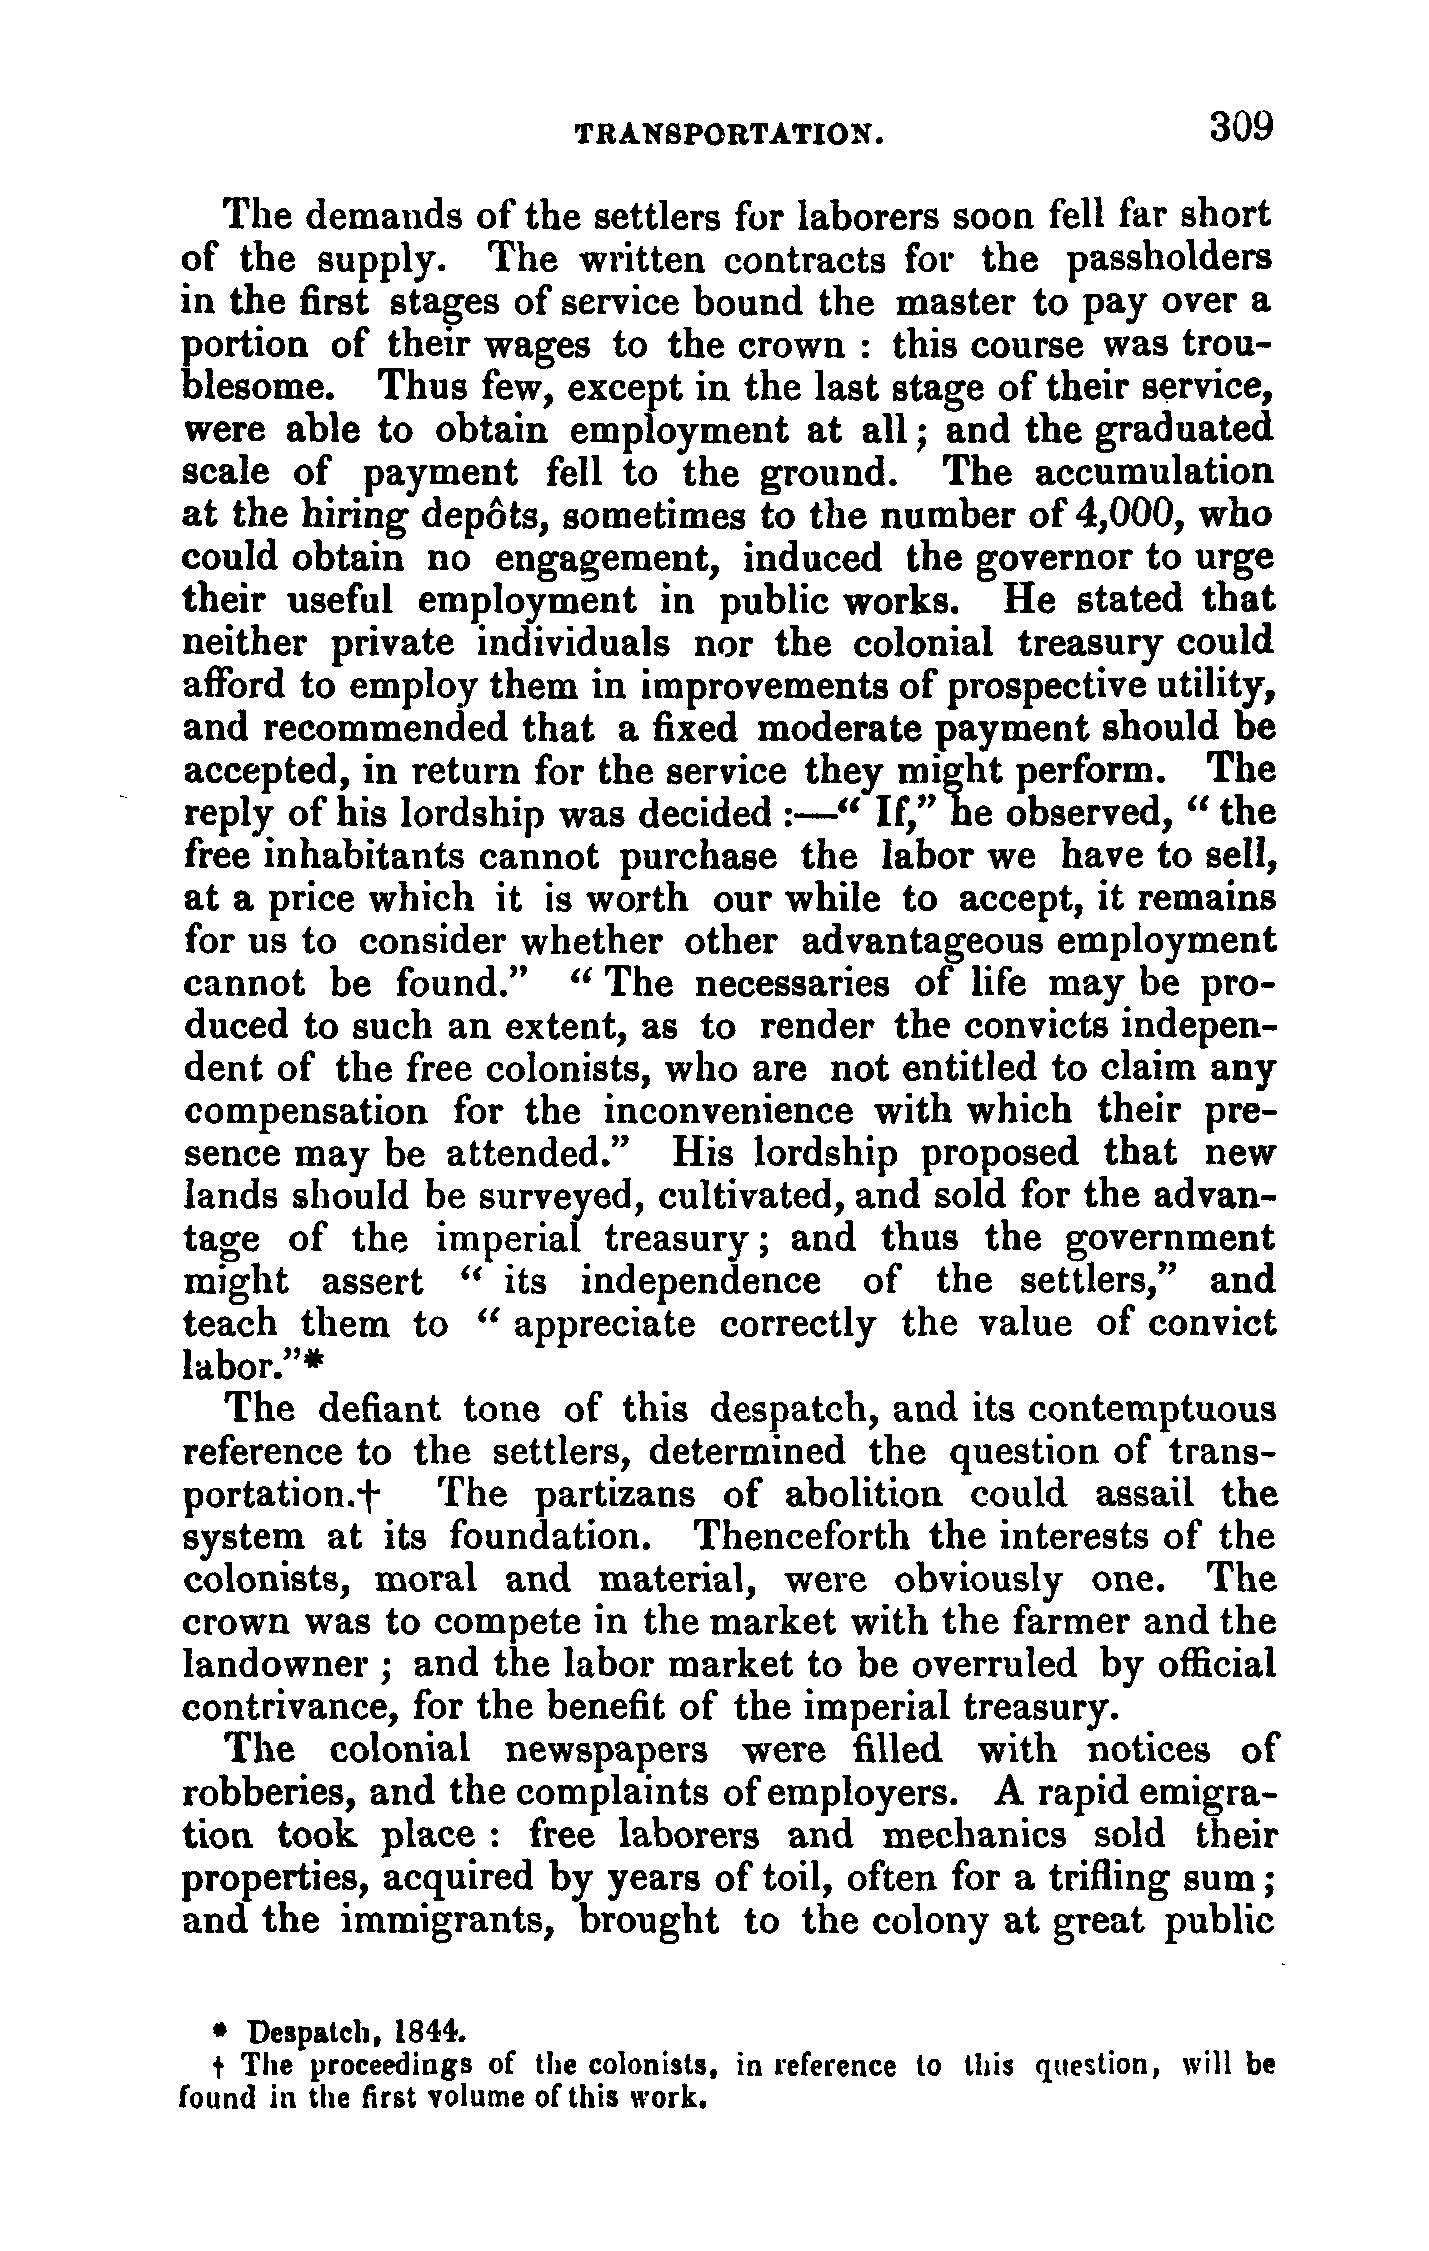 TRANSPORTATION. 309
The demands of the settlers for laborers soon fell far short
of the supply. The written contracts for the passholders
in the first stages of service bound the master to pay over a
portion of their wages to the crown : this course was trou-
blesome. Thus few, except in the last stage of their service,
were able to obtain employment at all ; and the graduated
scale of payment fell to the ground. The accumulation
at the hiring depôts, sometimes to the number of 4,000, who
could obtain no engagement, induced the governor to urge
their useful employment in public works. He stated that
neither private individuals nor the colonial treasury could
afford to employ them in improvements of prospective utility,
and recommended that a fixed moderate payment should be
accepted, in return for the service they might perform. The
reply of his lordship was decided :—“ If,” he observed, “ the
free inhabitants cannot purchase the labor we have to sell,
at a price which it is worth our while to accept, it remains
for us to consider whether other advantageous employment
cannot be found.” “ The necessaries of life may be pro-
duced to such an extent, as to render the convicts indepen-
dent of the free colonists, who are not entitled to claim any
compensation for the inconvenience with which their pre-
sence may be attended.” His lordship proposed that new
lands should be surveyed, cultivated, and sold for the advan-
tage of the imperial treasury ; and thus the government
might assert “ its independence of the settlers,” and
teach them to “ appreciate correctly the value of convict
labor.”*
The defiant tone of this despatch, and its contemptuous
reference to the settlers, determined the question of trans-
portation.† The partizans of abolition could assail the
system at its foundation. Thenceforth the interests of the
colonists, moral and material, were obviously one. The
crown was to compete in the market with the farmer and the
landowner ; and the labor market to be overruled by official
contrivance, for the benefit of the imperial treasury.
The colonial newspapers were filled with notices of
robberies, and the complaints of employers. A rapid emigra-
tion took place : free laborers and mechanics sold their
properties, acquired by years of toil, often for a trifling sum ;
and the immigrants, brought to the colony at great public
* Despatch, 1844.
† The proceedings of the colonists, in reference to this question, will be
found in the first volume of this work.